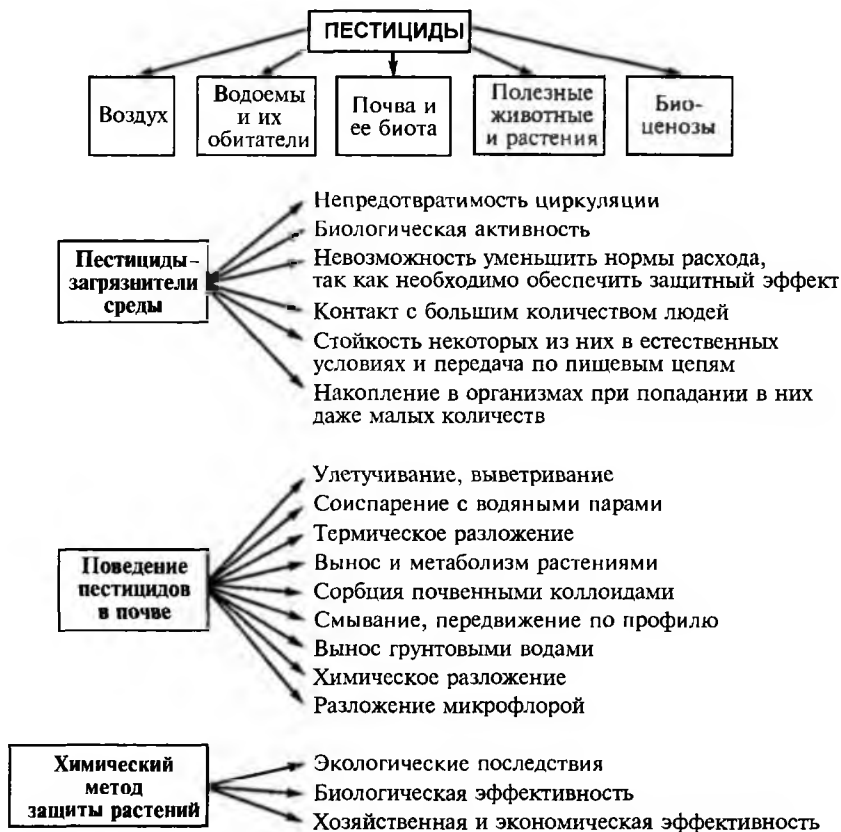 ПЕСТИЦИДЫ
Воздух
Водоемы
и их
обитатели
Почва и
ее биота
Полезные
животные
и растения
Био-
ценозы
Пестициды-
загрязнители
среды
Непредотвратимость циркуляции
Биологическая активность
Невозможность уменьшить нормы расхода,
так как необходимо обеспечить защитный эффект
Контакт с большим количеством людей
Стойкость некоторых из них в естественных
условиях и передача по пищевым цепям
Накопление в организмах при попадании в них
даже малых количеств
Поведение
пестицидов
в почве
Улетучивание, выветривание
Соиспарение с водяными парами
Термическое разложение
Вынос и метаболизм растениями
Сорбция почвенными коллоидами
Смывание, передвижение по профилю
Вынос грунтовыми водами
Химическое разложение
Разложение микрофлорой
Химический
метод
защиты растений
Экологические последствия
Биологическая эффективность
Хозяйственная и экономическая эффективность